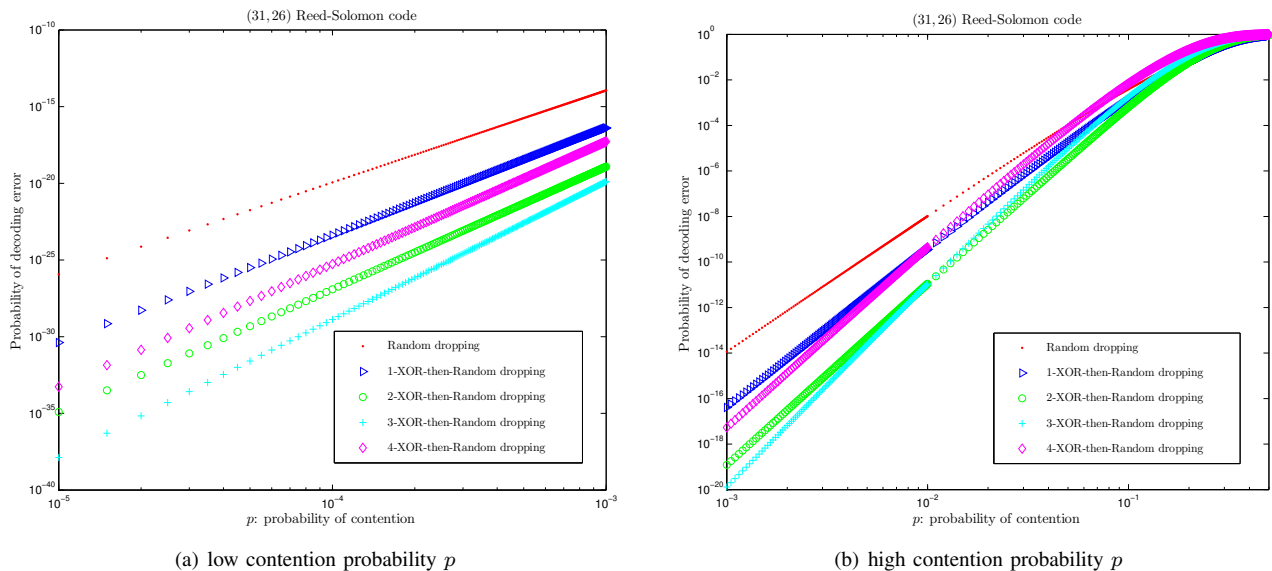 (31, 26) Reed-Solomon code
10^-10
10^-15
10^-20
10^-25
10^-30
10^-35
10^-40
Probability of decoding error
Random dropping
1-XOR-then-Random dropping
2-XOR-then-Random dropping
3-XOR-then-Random dropping
4-XOR-then-Random dropping
10^-5 10^-4 10^-3
p: probability of contention
(a) low contention probability p
(31, 26) Reed-Solomon code
10^0
10^-2
10^-4
10^-6
10^-8
10^-10
10^-12
10^-14
10^-16
10^-18
10^-20
Probability of decoding error
Random dropping
1-XOR-then-Random dropping
2-XOR-then-Random dropping
3-XOR-then-Random dropping
4-XOR-then-Random dropping
10^-3 10^-2 10^-1
p: probability of contention
(b) high contention probability p